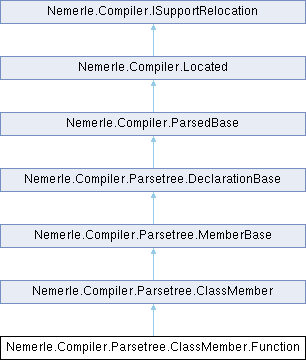 Nemerle.Compiler.ISupportRelocation
Nemerle.Compiler.Located
Nemerle.Compiler.ParsedBase
Nemerle.Compiler.Parsetree.DeclarationBase
Nemerle.Compiler.Parsetree.MemberBase
Nemerle.Compiler.Parsetree.ClassMember
Nemerle.Compiler.Parsetree.ClassMember.Function